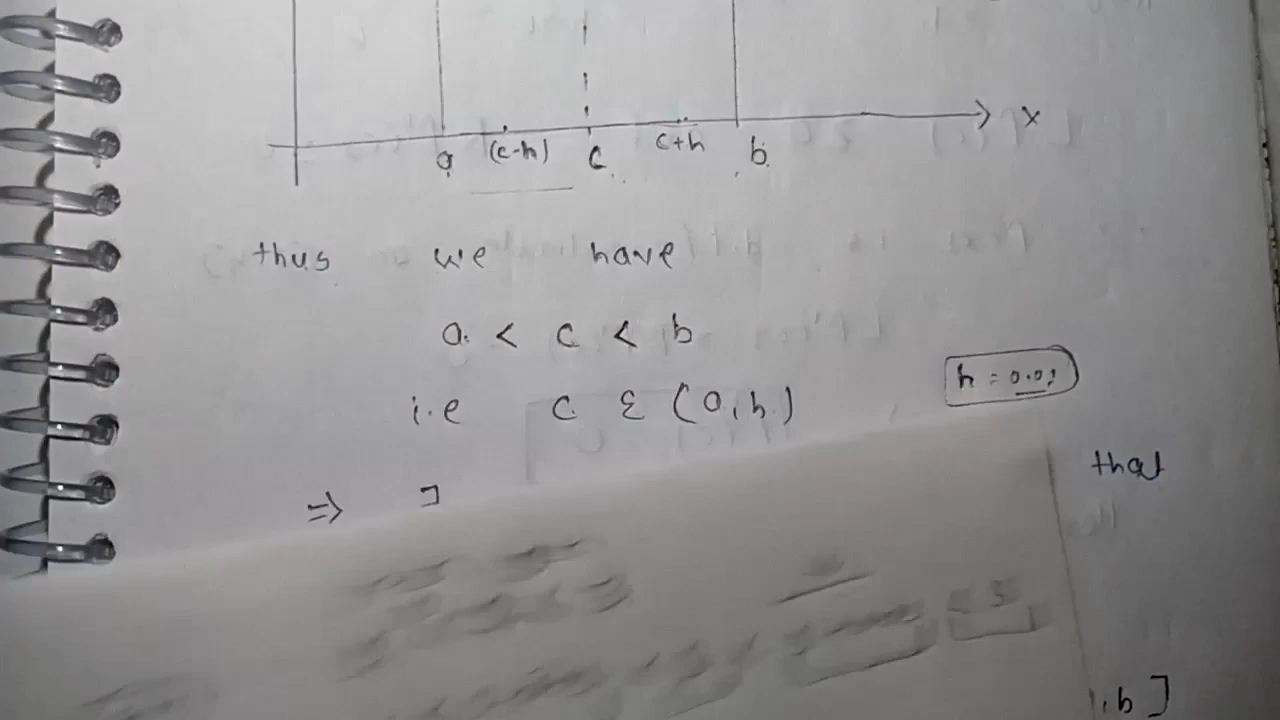 a (c-h) c c+h b x
thus we have
a < c < b
i.e c ε (a, b)
h = 0.01
that
⇒ ∃
, b ]